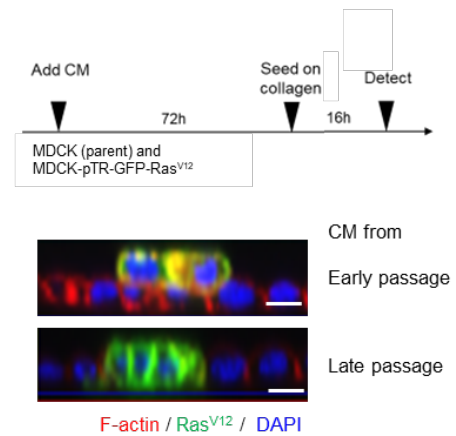 Add CM
Seed on
collagen
Detect
72h
16h
MDCK (parent) and
MDCK-pTR-GFP-Rasⱽ¹²
CM from
Early passage
Late passage
F-actin / Rasⱽ¹² / DAPI